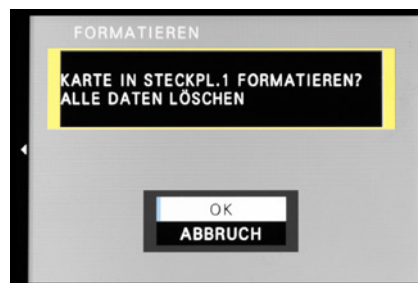 FORMATIEREN
KARTE IN STECKPL.1 FORMATIEREN?
ALLE DATEN LÖSCHEN
OK
ABBRUCH